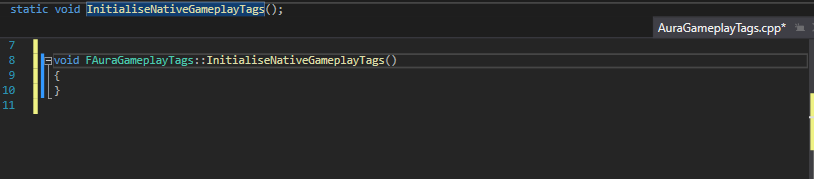 static void InitialiseNativeGameplayTags();
AuraGameplayTags.cpp*
7
8 void FAuraGameplayTags::InitialiseNativeGameplayTags()
9 {
10 }
11